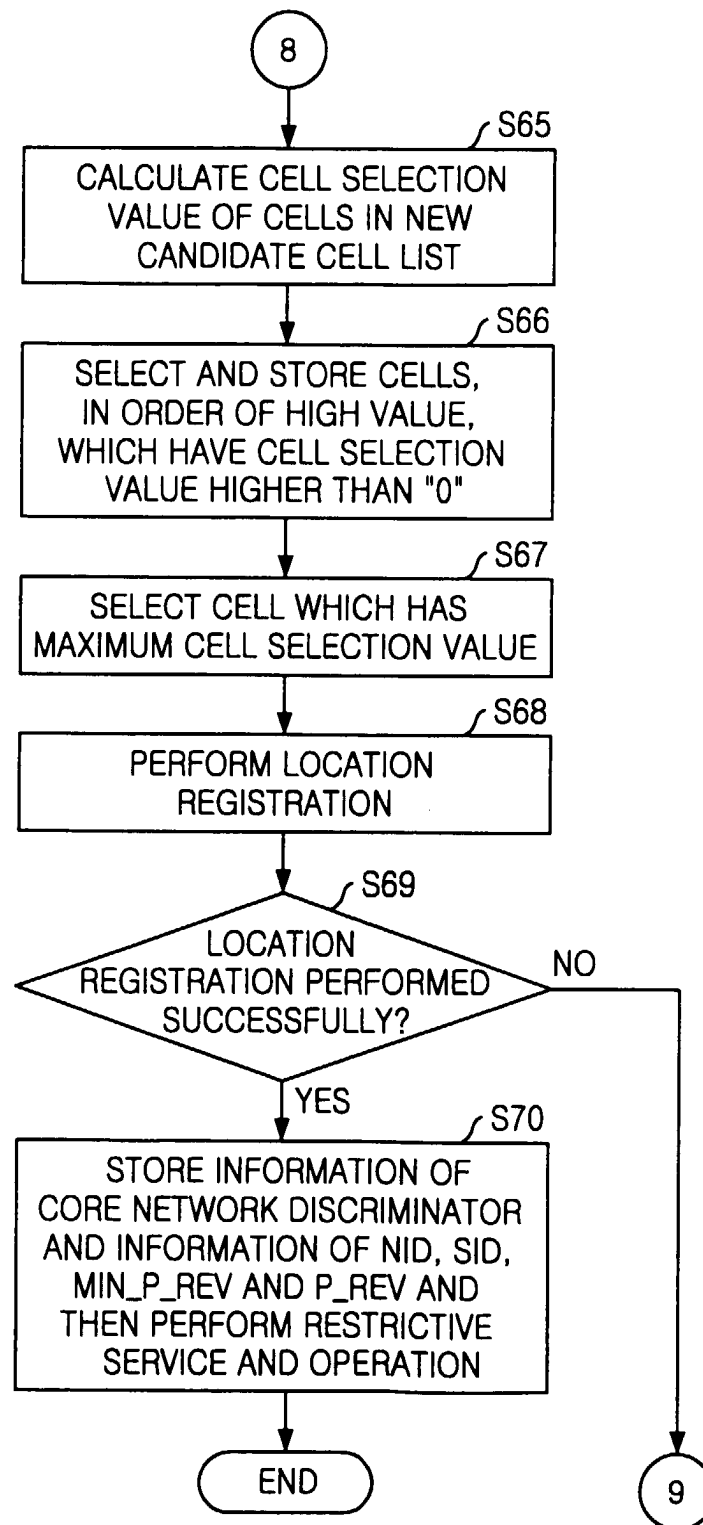 8
S65
CALCULATE CELL SELECTION
VALUE OF CELLS IN NEW
CANDIDATE CELL LIST
S66
SELECT AND STORE CELLS,
IN ORDER OF HIGH VALUE,
WHICH HAVE CELL SELECTION
VALUE HIGHER THAN "0"
S67
SELECT CELL WHICH HAS
MAXIMUM CELL SELECTION VALUE
S68
PERFORM LOCATION
REGISTRATION
S69
LOCATION
REGISTRATION PERFORMED
SUCCESSFULLY?
NO
YES
S70
STORE INFORMATION OF
CORE NETWORK DISCRIMINATOR
AND INFORMATION OF NID, SID,
MIN_P_REV AND P_REV AND
THEN PERFORM RESTRICTIVE
SERVICE AND OPERATION
END
9